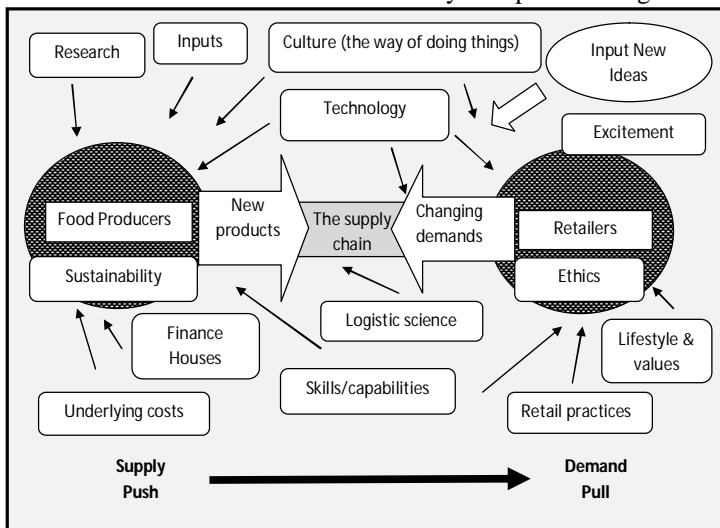 Research
Inputs
Culture (the way of doing things)
Input New
Ideas
Technology
Excitement
Food Producers
New
products
The supply
chain
Changing
demands
Retailers
Sustainability
Ethics
Logistic science
Finance
Houses
Lifestyle &
values
Skills/capabilities
Underlying costs
Retail practices
Supply
Push
Demand
Pull